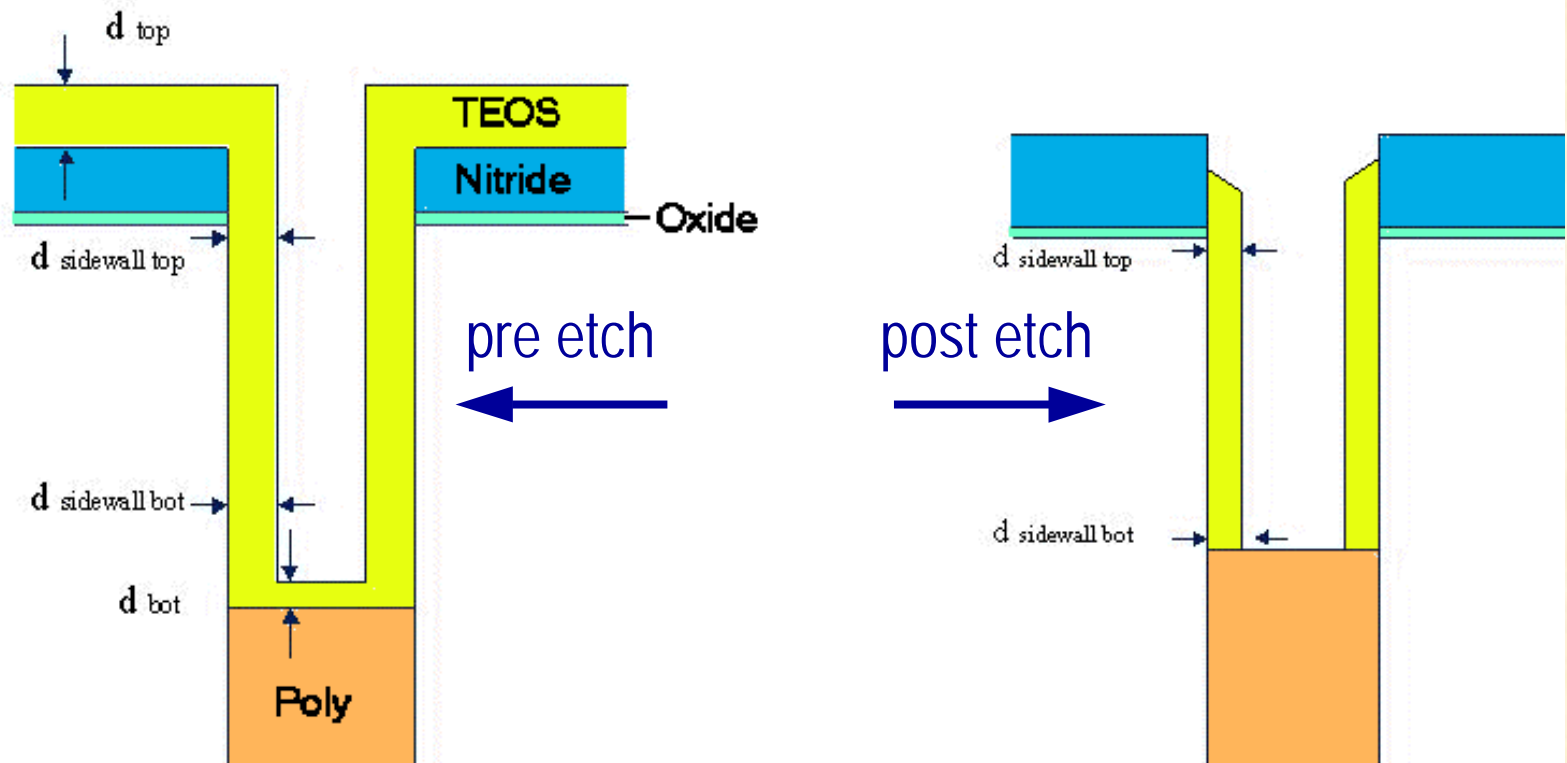 d top
TEOS
Nitride
Oxide
d sidewall top
d sidewall top
pre etch
post etch
d sidewall bot
d sidewall bot
d bot
Poly